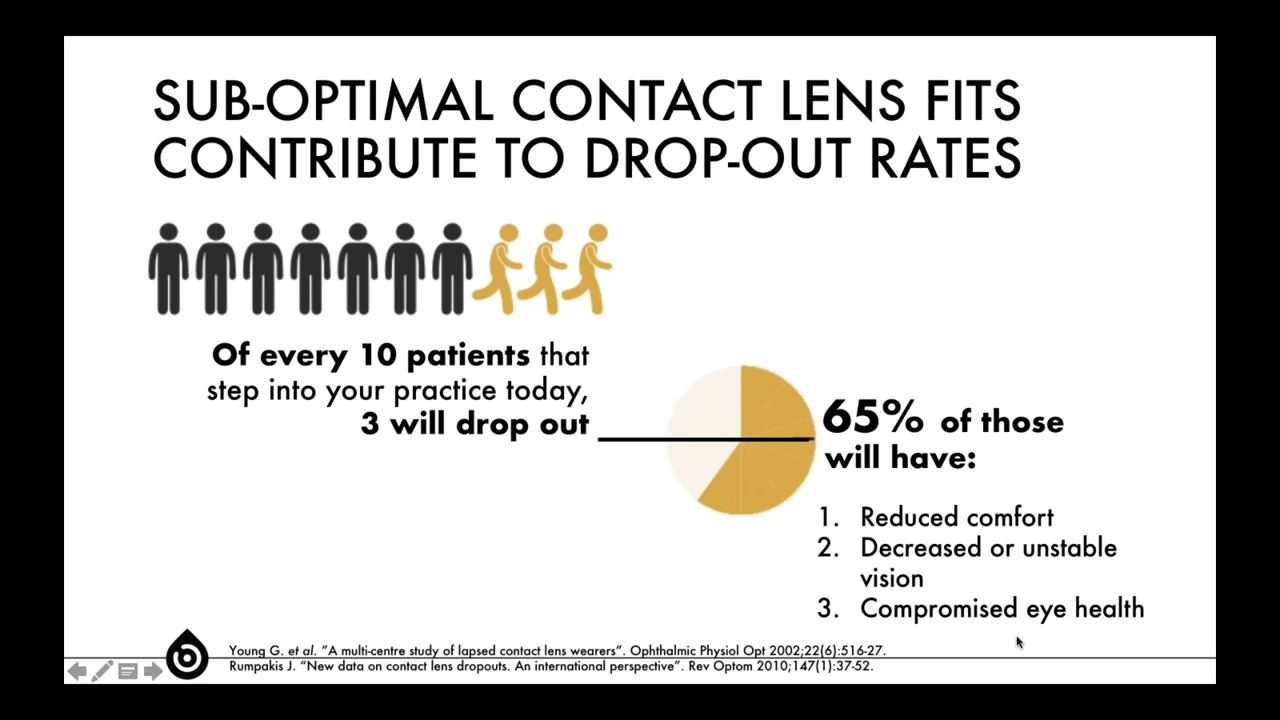 SUB-OPTIMAL CONTACT LENS FITS
CONTRIBUTE TO DROP-OUT RATES
Of every 10 patients that
step into your practice today,
3 will drop out
65% of those
will have:
1. Reduced comfort
2. Decreased or unstable
vision
3. Compromised eye health
Young G. et al. "A multi-centre study of lapsed contact lens wearers". Ophthalmic Physiol Opt 2002;22(6):516-27.
Rumpakis J. "New data on contact lens dropouts. An international perspective". Rev Optom 2010;147(1):37-52.